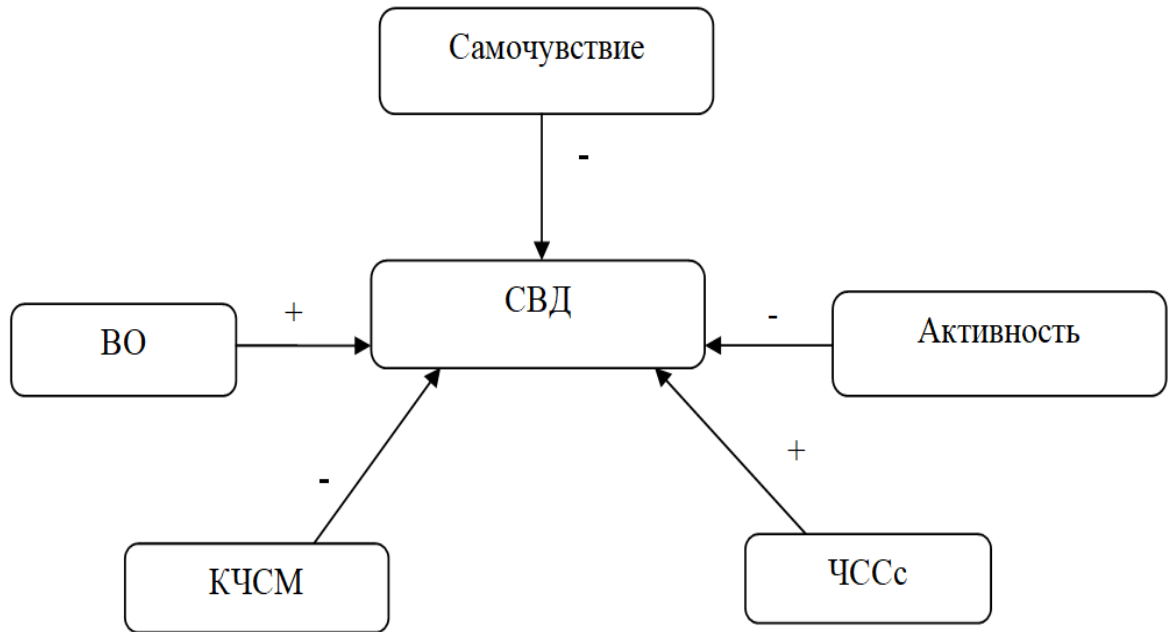 Самочувствие
-
СВД
ВО
+
-
Активность
-
+
КЧСМ
ЧССс